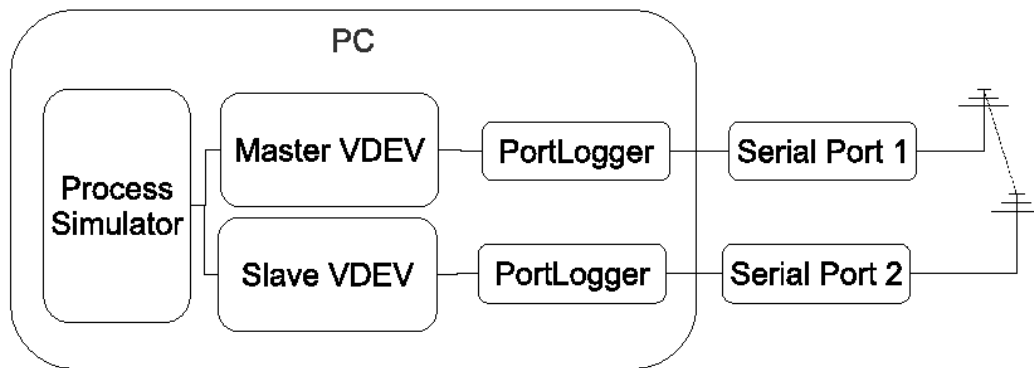 PC
Process
Simulator
Master VDEV
PortLogger
Serial Port 1
Slave VDEV
PortLogger
Serial Port 2